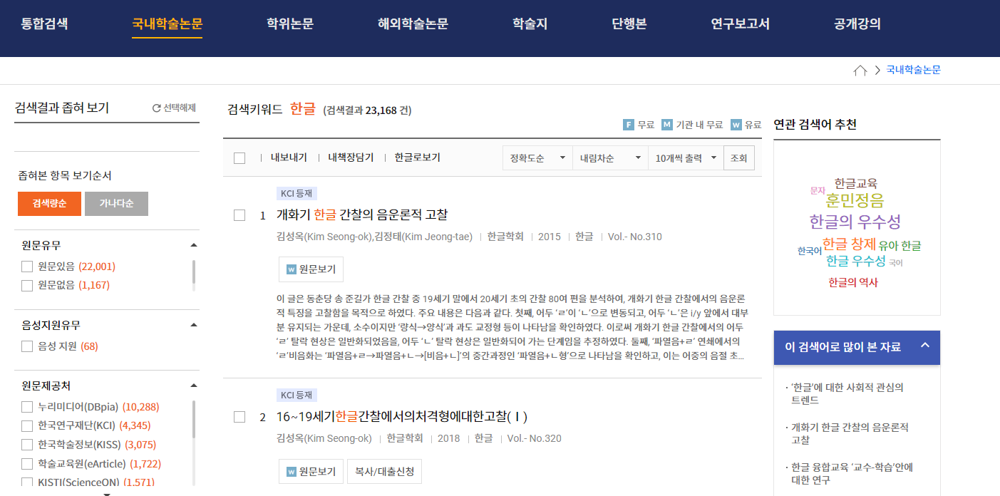 통합검색 국내학술논문 학위논문 해외학술논문 학술지 단행본 연구보고서 공개강의
국내학술논문
검색결과 좁혀 보기 선택해제
좁혀본 항목 보기순서
검색량순 가나다순
원문유무
원문있음 (22,001)
원문없음 (1,167)
음성지원유무
음성 지원 (68)
원문제공처
누리미디어(DBpia) (10,288)
한국연구재단(KCI) (4,345)
한국학술정보(KISS) (3,075)
학술교육원(eArticle) (1,722)
KISTI(ScienceON) (1,571)
검색키워드 한글 (검색결과 23,168 건)
F 무료 M 기관 내 무료 W 유료
내보내기 | 내책장담기 | 한글로보기 정확도순 내림차순 10개씩 출력 조회
KCI 등재
1 개화기 한글 간찰의 음운론적 고찰
김성옥(Kim Seong-ok),김정태(Kim Jeong-tae) | 한글학회 | 2015 | 한글 | Vol.- No.310
W 원문보기
이 글은 동춘당 송 준길가 한글 간찰 중 19세기 말에서 20세기 초의 간찰 80여 편을 분석하여, 개화기 한글 간찰에서의 음운론
적 특징을 고찰함을 목적으로 하였다. 주요 내용은 다음과 같다. 첫째, 어두 ‘ㄹ’이 ‘ㄴ’으로 변동되고, 어두 ‘ㄴ’은 i/y 앞에서 대부
분 유지되는 가운데, 소수이지만 ‘량식→양식’과 과도 교정형 등이 나타남을 확인하였다. 이로써 개화기 한글 간찰에서의 어두
‘ㄹ’ 탈락 현상은 일반화되었음을, 어두 ‘ㄴ’ 탈락 현상은 일반화되어 가는 단계임을 추정하였다. 둘째, ‘파열음+ㄹ’ 연쇄에서의
‘ㄹ’비음화는 ‘파열음+ㄹ→파열음+ㄴ→[비음+ㄴ]’의 중간과정인 ‘파열음+ㄴ형’으로 나타남을 확인하고, 이는 어중의 음절 초...
KCI 등재
2 16~19세기한글간찰에서의처격형에대한고찰(Ⅰ)
김성옥(Kim Seong-ok) | 한글학회 | 2018 | 한글 | Vol.- No.320
W 원문보기 복사/대출신청
연관 검색어 추천
한글교육
문자
훈민정음
한글의 우수성
한글 창제 유아 한글
한국어
한글 우수성 국어
한글의 역사
이 검색어로 많이 본 자료
· ‘한글’에 대한 사회적 관심의
트렌드
· 개화기 한글 간찰의 음운론적
고찰
· 한글 융합교육 ‘교수-학습’안에
대한 연구